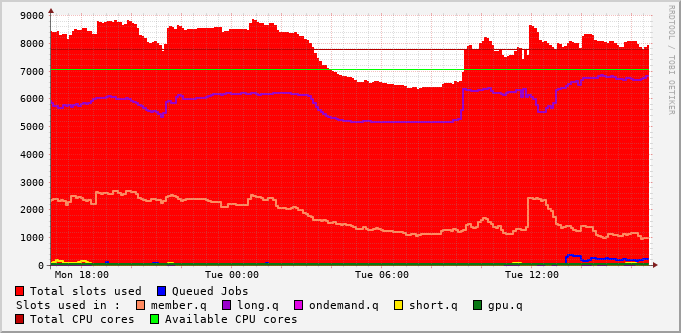 9000
8000
7000
6000
5000
4000
3000
2000
1000
0
Mon 18:00 Tue 00:00 Tue 06:00 Tue 12:00
RRDTOOL / TOBI OETIKER
Total slots used Queued Jobs
Slots used in : member.q long.q ondemand.q short.q gpu.q
Total CPU cores Available CPU cores